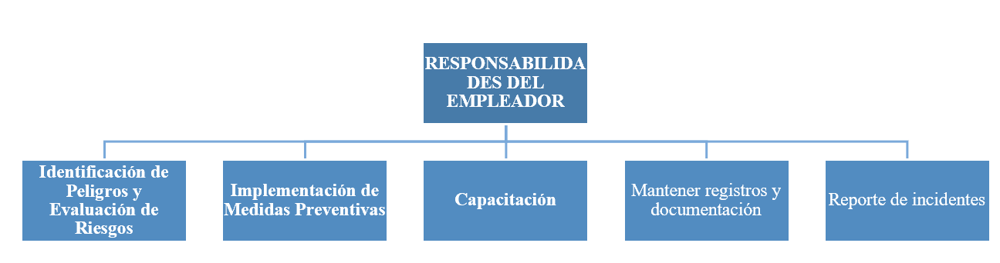 RESPONSABILIDA
DES DEL
EMPLEADOR
Identificación de
Peligros y
Evaluación de
Riesgos
Implementación de
Medidas Preventivas
Capacitación
Mantener registros y
documentación
Reporte de incidentes